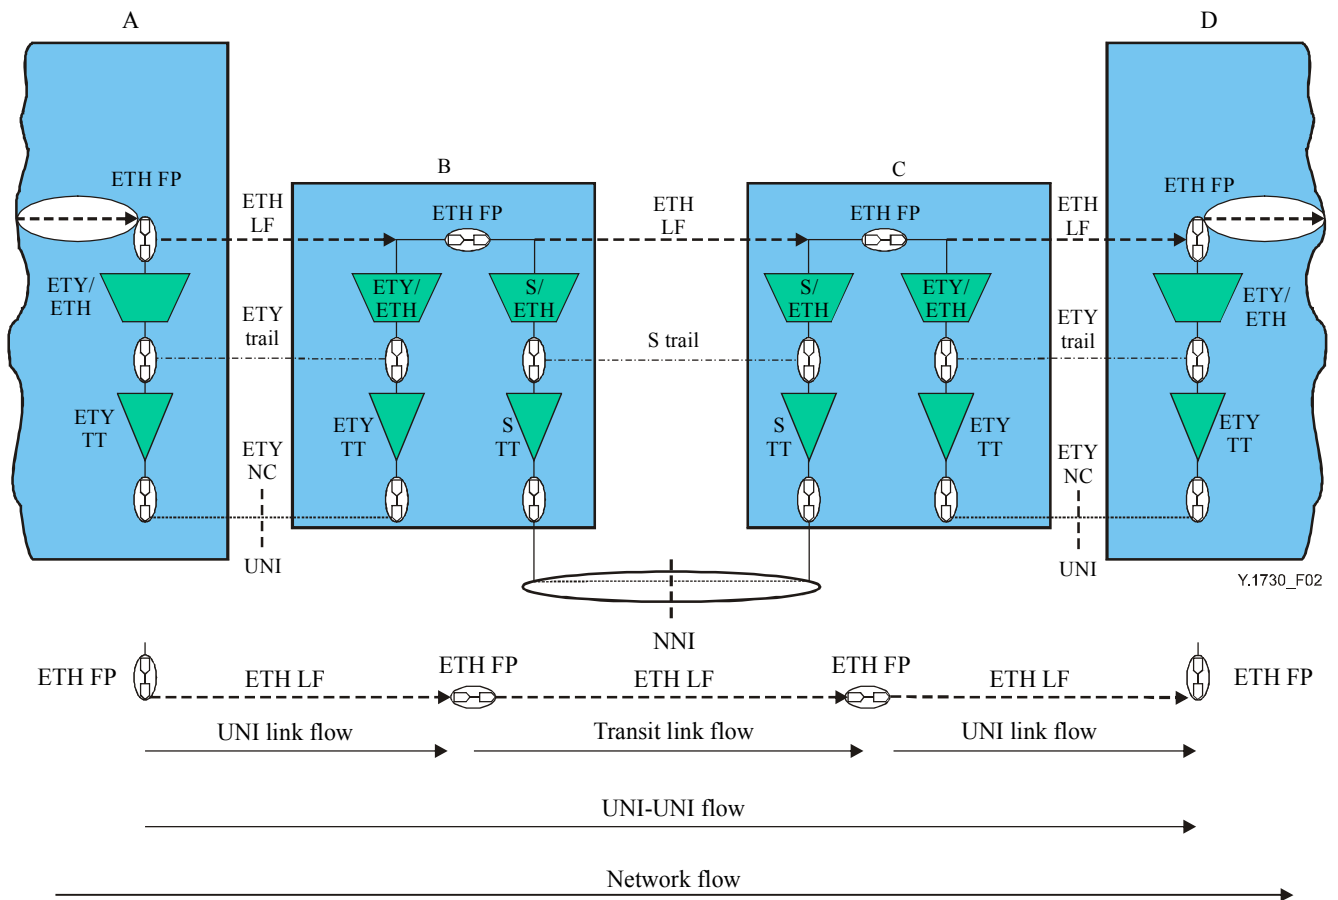 A
D
B
C
ETH FP
ETH
LF
ETH FP
ETH
LF
ETH FP
ETH
LF
ETH FP
ETY/
ETH
ETY/
ETH
S/
ETH
S/
ETH
ETY/
ETH
ETY/
ETH
ETY
trail
S trail
ETY
trail
ETY
TT
ETY
TT
S
TT
S
TT
ETY
TT
ETY
TT
ETY
NC
ETY
NC
UNI
UNI
Y.1730_F02
NNI
ETH FP
ETH LF
ETH FP
ETH LF
ETH FP
ETH LF
ETH FP
UNI link flow
Transit link flow
UNI link flow
UNI-UNI flow
Network flow